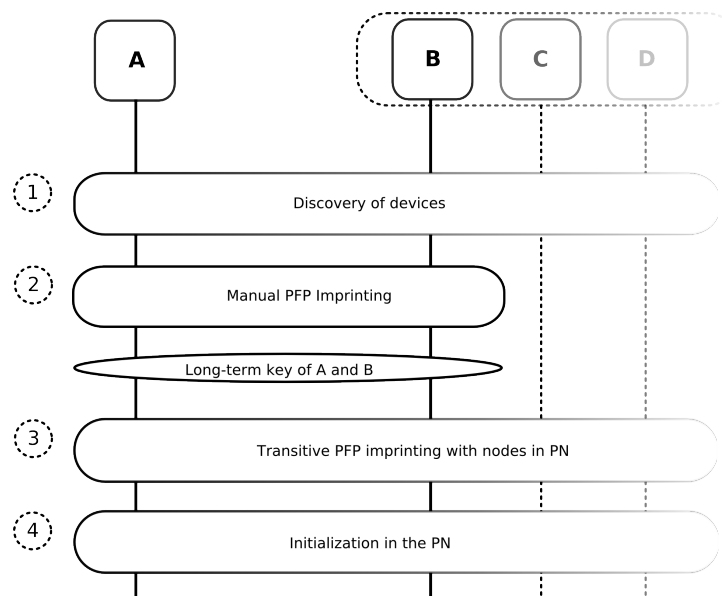 A
B
C
D
1
Discovery of devices
2
Manual PFP Imprinting
Long-term key of A and B
3
Transitive PFP imprinting with nodes in PN
4
Initialization in the PN